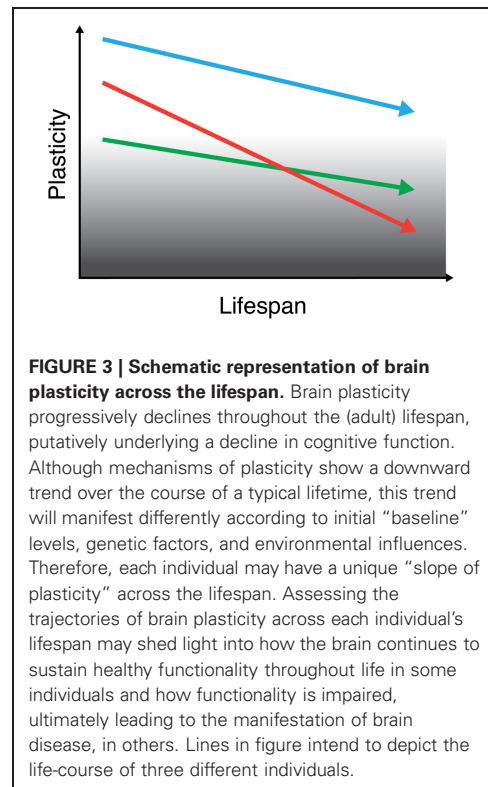 Plasticity
Lifespan
FIGURE 3 | Schematic representation of brain
plasticity across the lifespan. Brain plasticity
progressively declines throughout the (adult) lifespan,
putatively underlying a decline in cognitive function.
Although mechanisms of plasticity show a downward
trend over the course of a typical lifetime, this trend
will manifest differently according to initial “baseline”
levels, genetic factors, and environmental influences.
Therefore, each individual may have a unique “slope of
plasticity” across the lifespan. Assessing the
trajectories of brain plasticity across each individual’s
lifespan may shed light into how the brain continues to
sustain healthy functionality throughout life in some
individuals and how functionality is impaired,
ultimately leading to the manifestation of brain
disease, in others. Lines in figure intend to depict the
life-course of three different individuals.